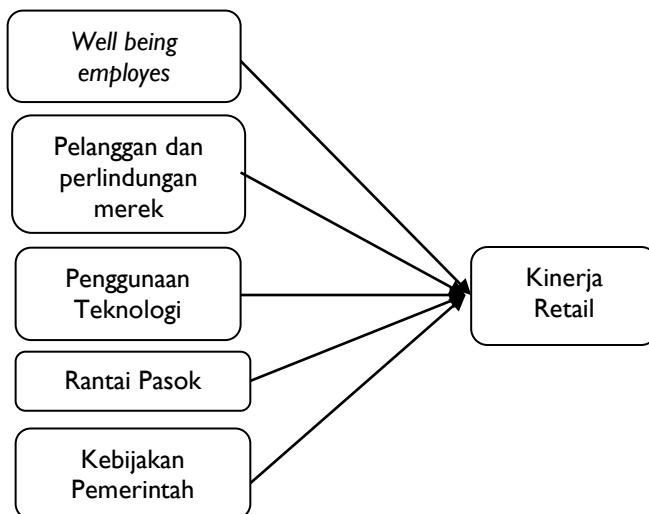 Well being
employes
Pelanggan dan
perlindungan
merek
Penggunaan
Teknologi
Kinerja
Retail
Rantai Pasok
Kebijakan
Pemerintah